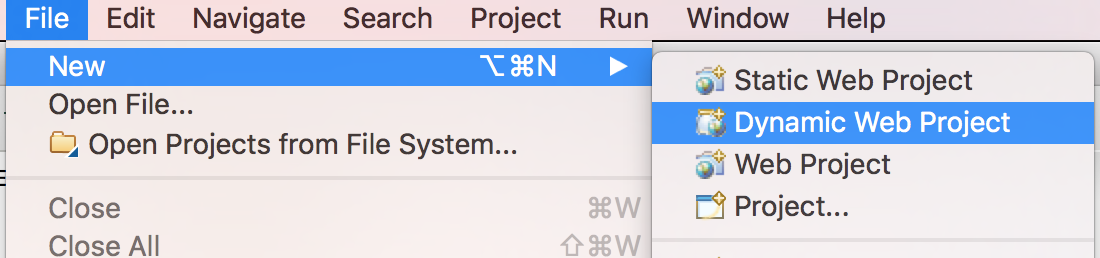 File Edit Navigate Search Project Run Window Help
New ⌥⌘N ▶
Open File...
Open Projects from File System...
Close ⌘W
Close All ⇧⌘W
Static Web Project
Dynamic Web Project
Web Project
Project...